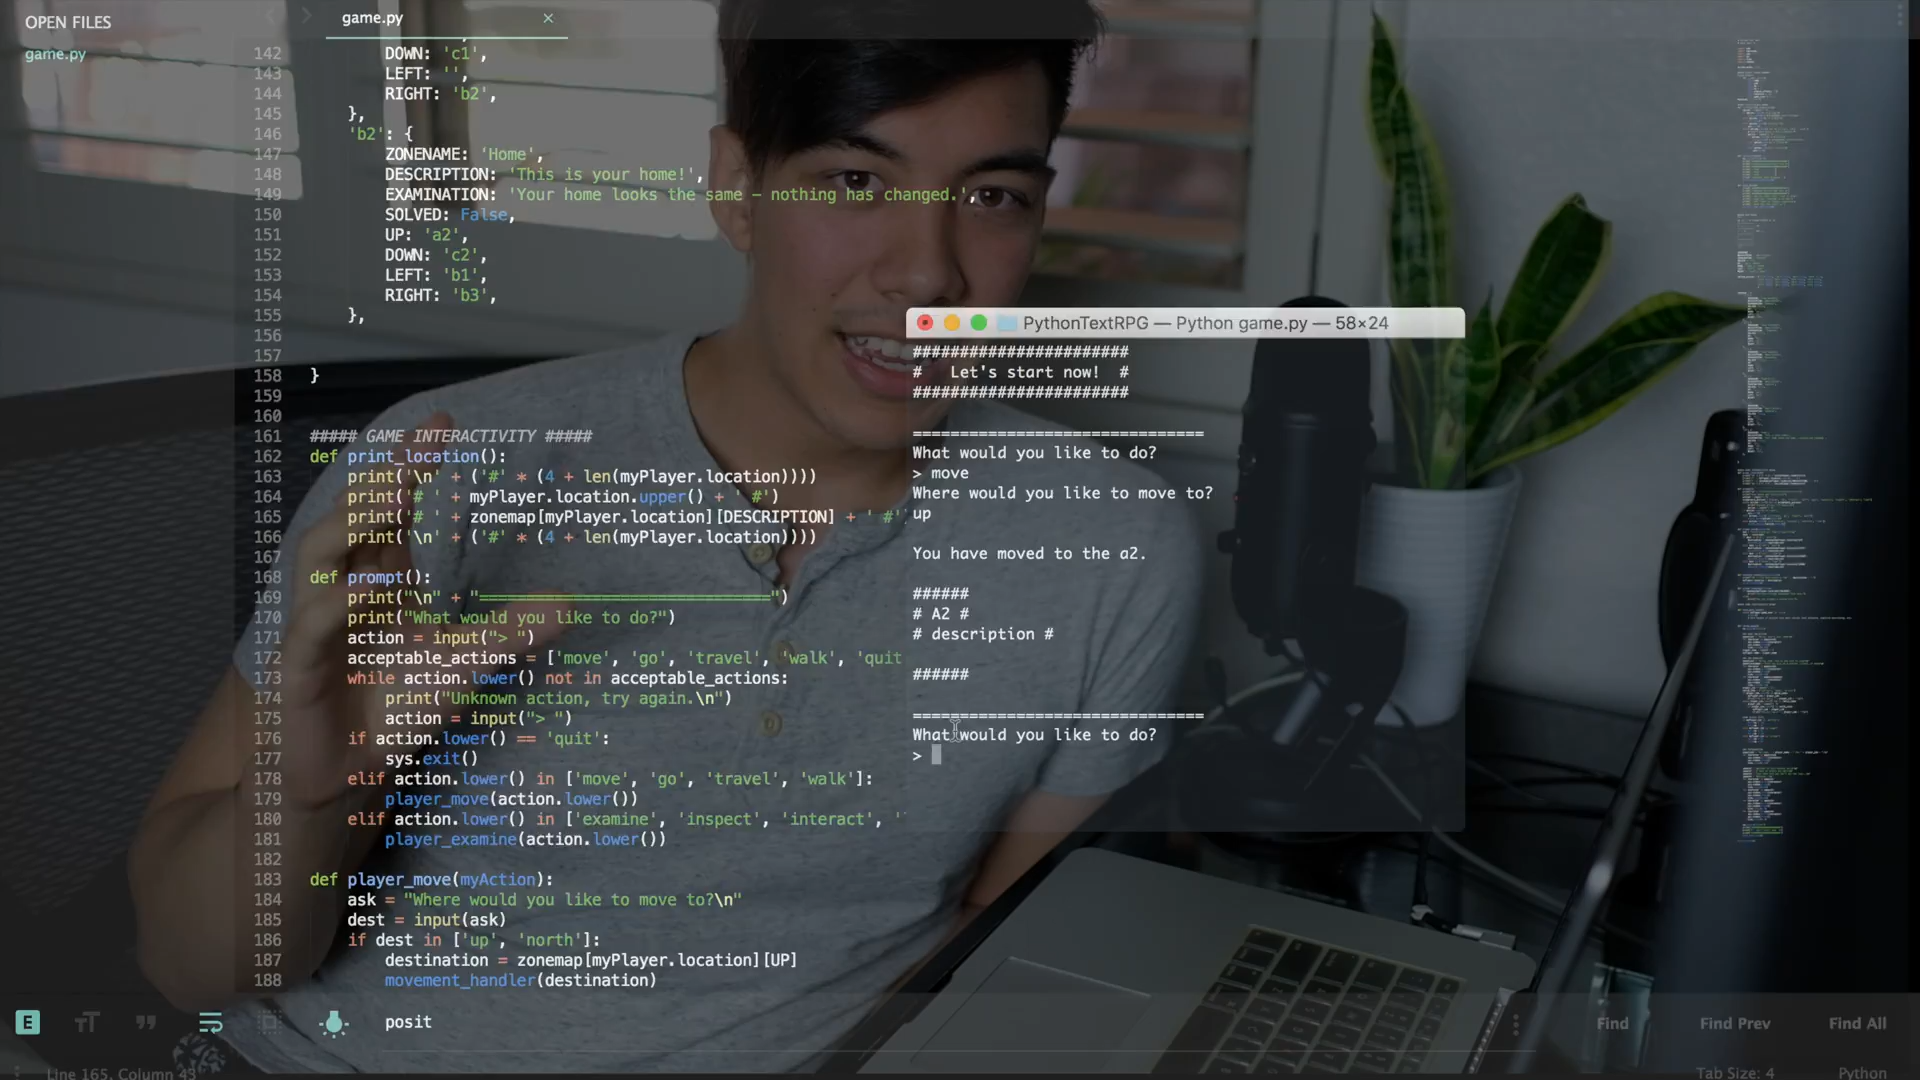 OPEN FILES
game.py
game.py ×
142 DOWN: 'c1',
143 LEFT: '',
144 RIGHT: 'b2',
145 },
146 'b2': {
147 ZONENAME: 'Home',
148 DESCRIPTION: 'This is your home!',
149 EXAMINATION: 'Your home looks the same – nothing has changed.',
150 SOLVED: False,
151 UP: 'a2',
152 DOWN: 'c2',
153 LEFT: 'b1',
154 RIGHT: 'b3',
155 },
156
157
158 }
159
160
161 ##### GAME INTERACTIVITY #####
162 def print_location():
163 print('\n' + ('#' * (4 + len(myPlayer.location))))
164 print('# ' + myPlayer.location.upper() + ' #')
165 print('# ' + zonemap[myPlayer.location][DESCRIPTION] + ' #'
166 print('\n' + ('#' * (4 + len(myPlayer.location))))
167
168 def prompt():
169 print("\n" + "===============================")
170 print("What would you like to do?")
171 action = input("> ")
172 acceptable_actions = ['move', 'go', 'travel', 'walk', 'quit
173 while action.lower() not in acceptable_actions:
174 print("Unknown action, try again.\n")
175 action = input("> ")
176 if action.lower() == 'quit':
177 sys.exit()
178 elif action.lower() in ['move', 'go', 'travel', 'walk']:
179 player_move(action.lower())
180 elif action.lower() in ['examine', 'inspect', 'interact', '
181 player_examine(action.lower())
182
183 def player_move(myAction):
184 ask = "Where would you like to move to?\n"
185 dest = input(ask)
186 if dest in ['up', 'north']:
187 destination = zonemap[myPlayer.location][UP]
188 movement_handler(destination)
PythonTextRPG — Python game.py — 58×24
#######################
# Let's start now! #
#######################
===============================
What would you like to do?
> move
Where would you like to move to?
up
You have moved to the a2.
######
# A2 #
# description #
######
===============================
What would you like to do?
>
posit
Find Find Prev Find All
Line 165, Column 43 Tab Size: 4 Python